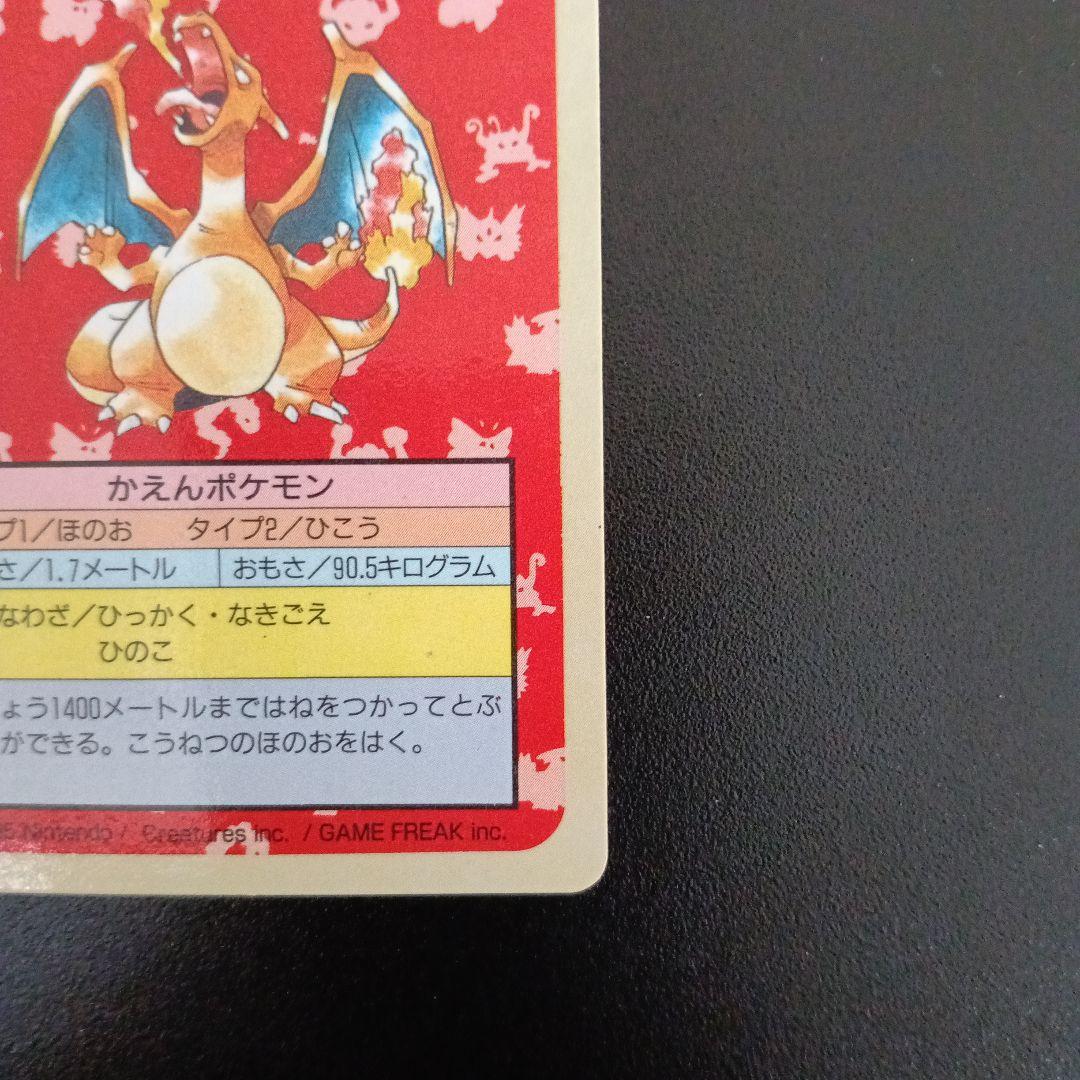 かえんポケモン
プ1/ほのお タイプ2/ひこう
さ/1.7メートル おもさ/90.5キログラム
なわざ/ひっかく・なきごえ
ひのこ
ょう1400メートルまではねをつかってとぶ
ができる。こうねつのほのおをはく。
Nintendo / Creatures inc. / GAME FREAK inc.